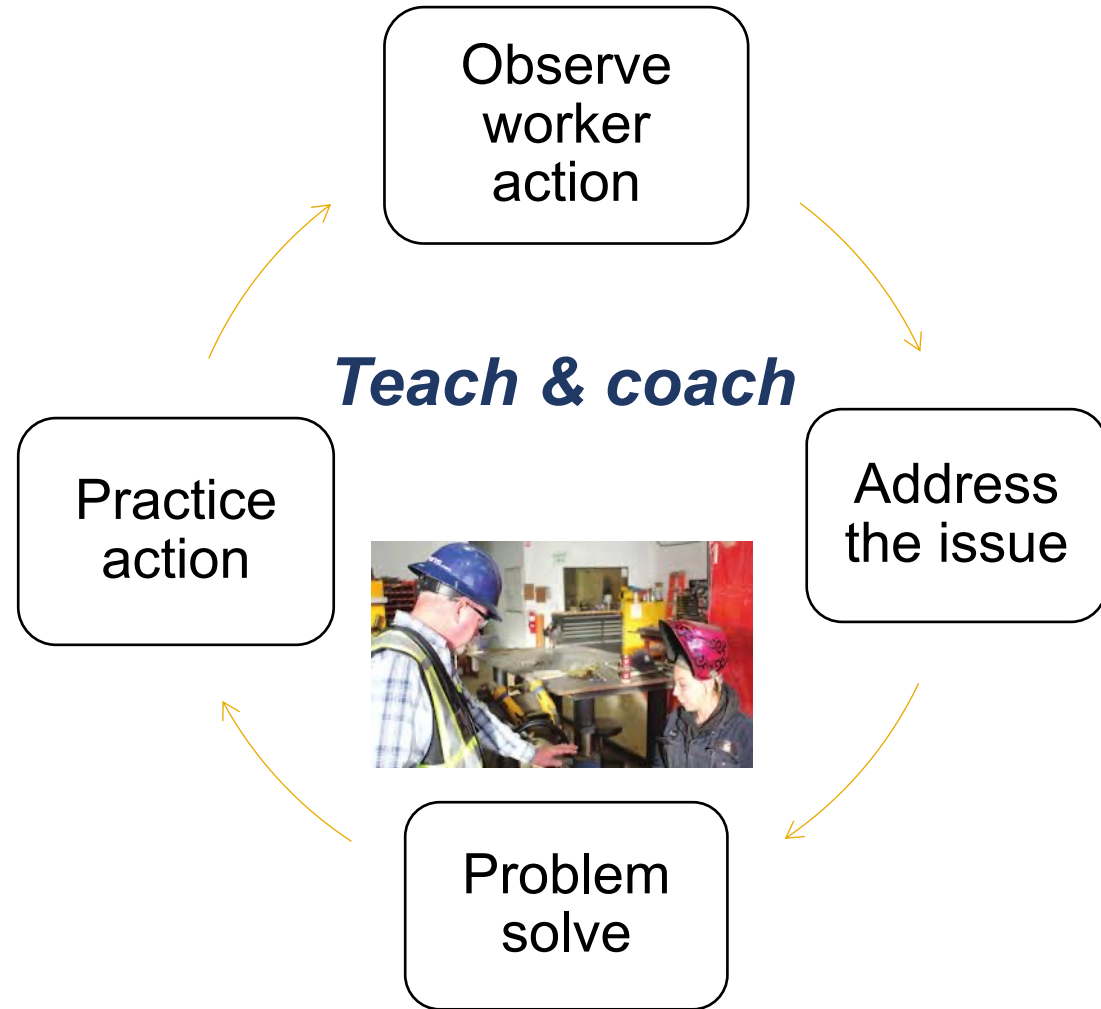 Observe
worker
action
Teach & coach
Address
the issue
Practice
action
Problem
solve